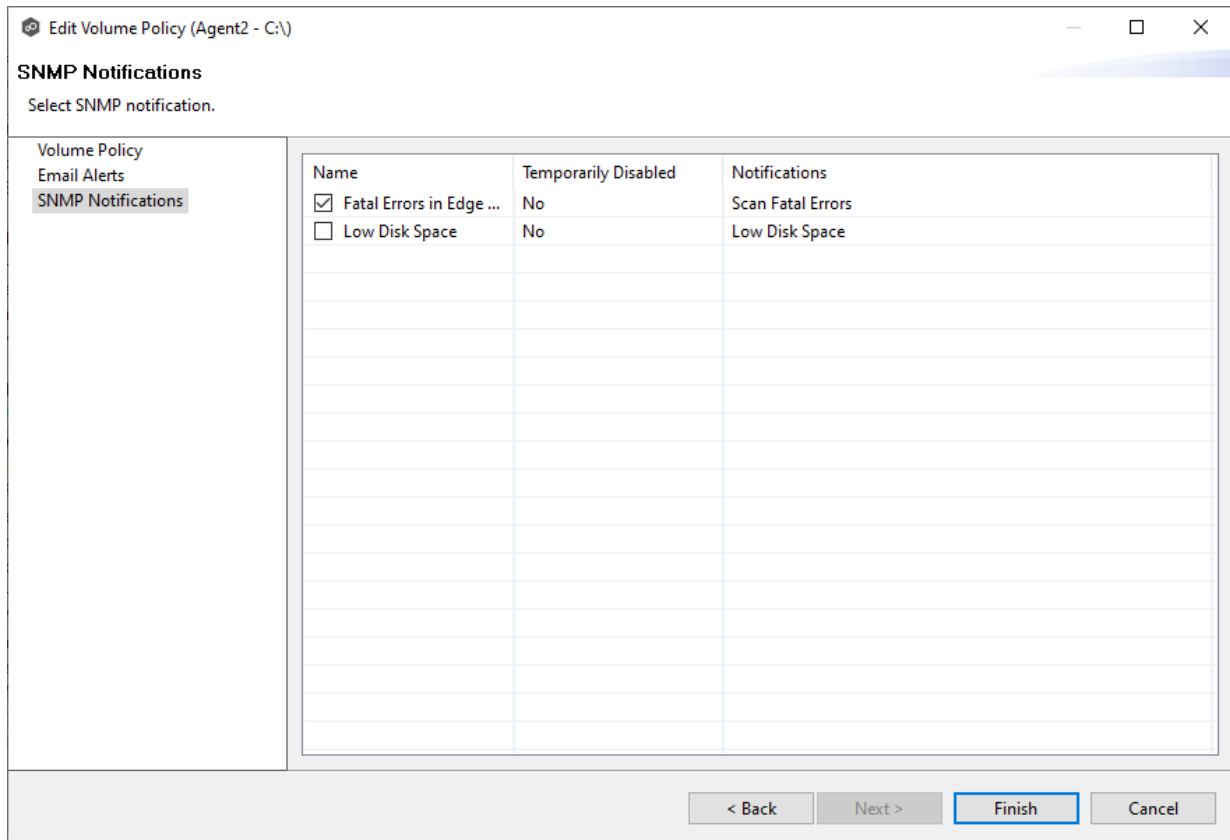 Edit Volume Policy (Agent2 - C:\)
SNMP Notifications
Select SNMP notification.
Volume Policy
Email Alerts
SNMP Notifications
Name Temporarily Disabled Notifications
Fatal Errors in Edge ... No Scan Fatal Errors
Low Disk Space No Low Disk Space
< Back Next > Finish Cancel